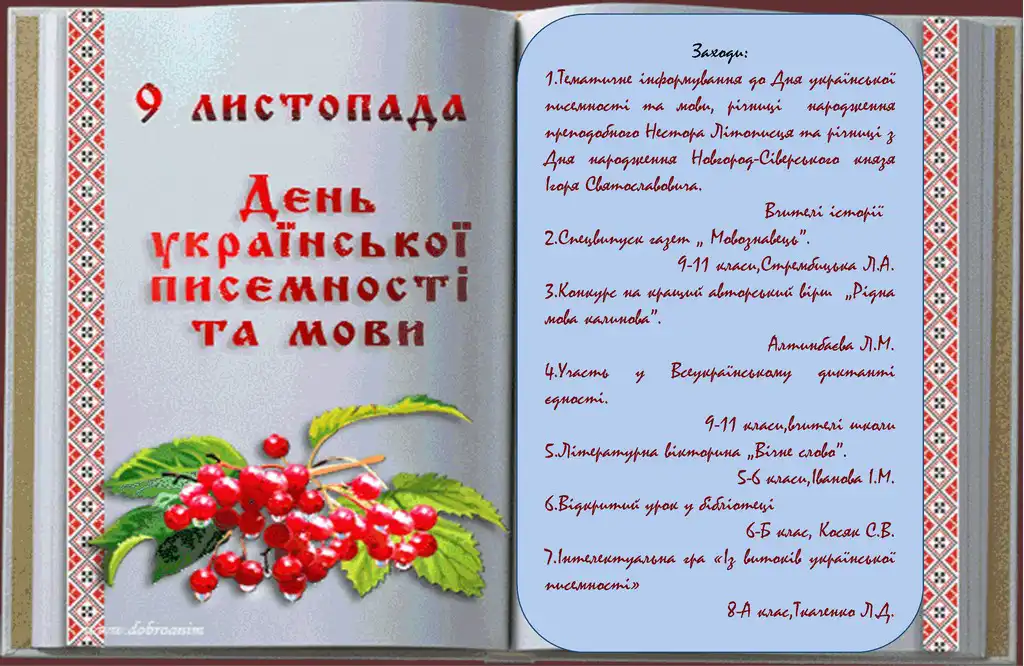 9 листопада
День
української
писемності
та мови
www.dobroanim
Заходи:
1.Тематичне інформування до Дня української
писемності та мови, річниці народження
преподобного Нестора Літописця та річниці з
Дня народження Новгород-Сіверського князя
Ігоря Святославовича.
Вчителі історії
2.Спецвипуск газет „ Мовознавець”.
9-11 класи,Стрембицька Л.А.
3.Конкурс на кращий авторський вірш „Рідна
мова калинова”.
Алтинбаєва Л.М.
4.Участь у Всеукраїнському диктанті
єдності.
9-11 класи,вчителі школи
5.Літературна вікторина „Вічне слово”.
5-6 класи,Іванова І.М.
6.Відкритий урок у бібліотеці
6-Б клас, Косяк С.В.
7.Інтелектуальна гра «Із витоків української
писемності»
8-А клас,Ткаченко Л.Д.